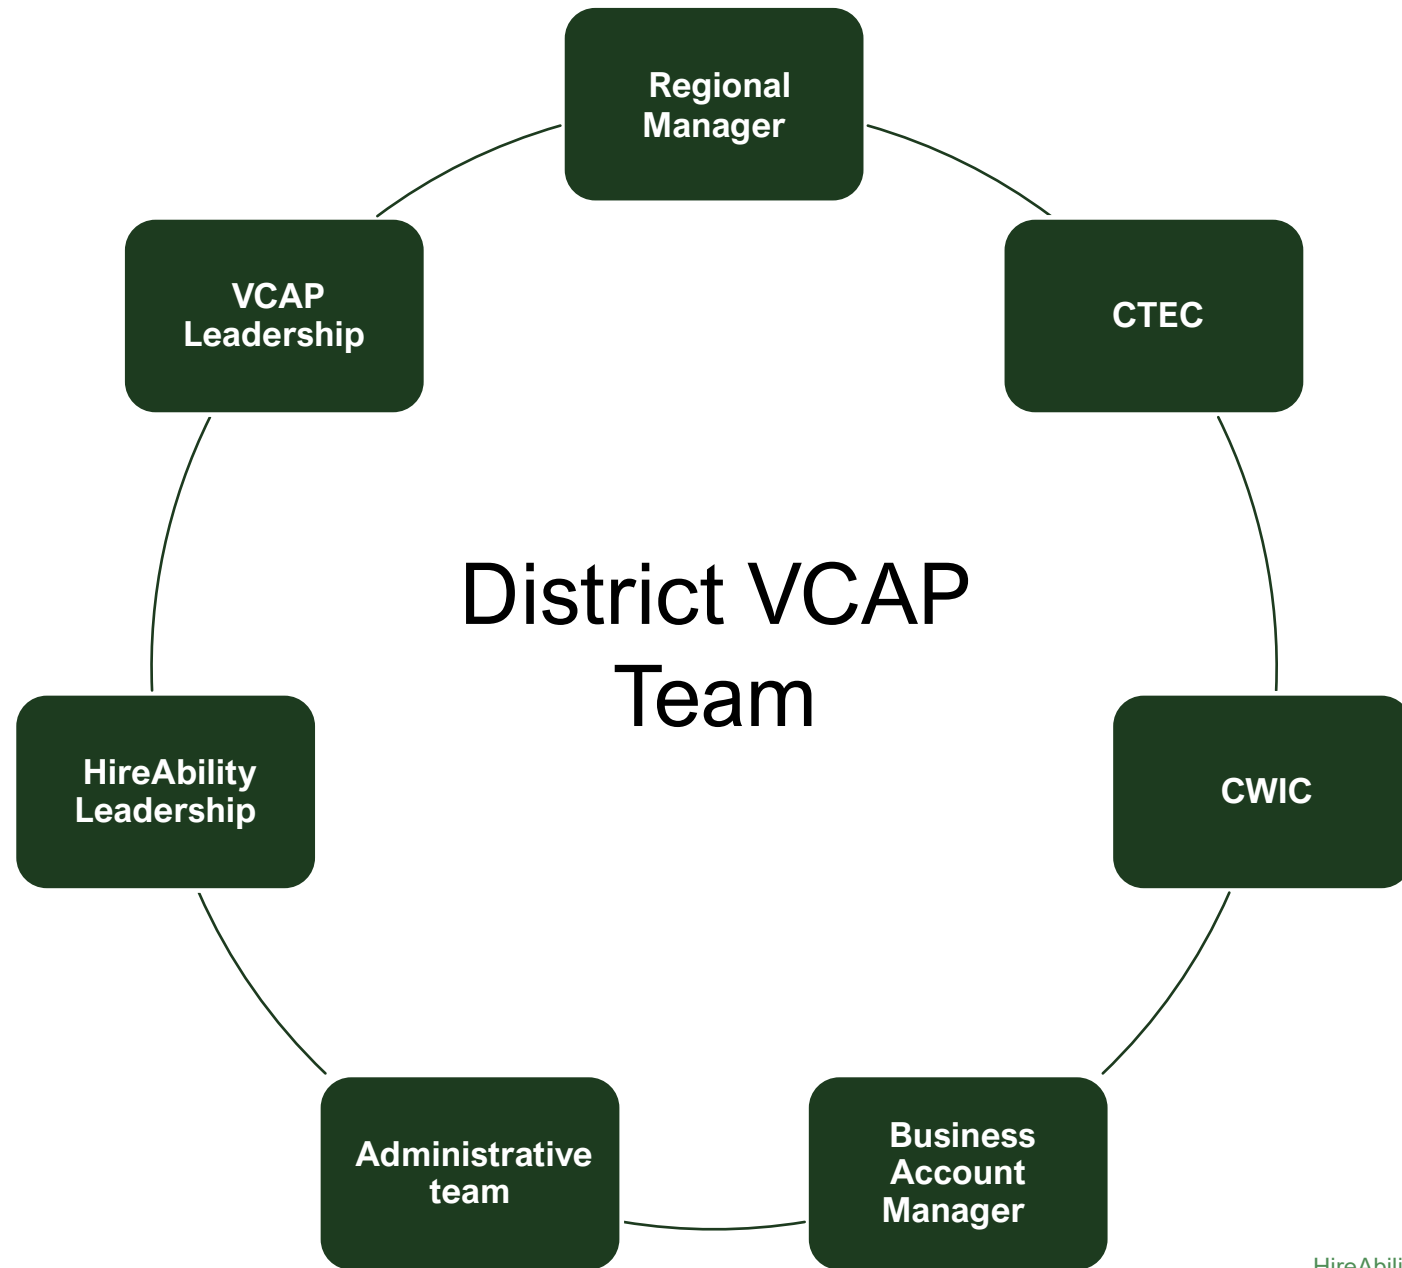 Regional
Manager
VCAP
Leadership
CTEC
District VCAP
Team
HireAbility
Leadership
CWIC
Administrative
team
Business
Account
Manager